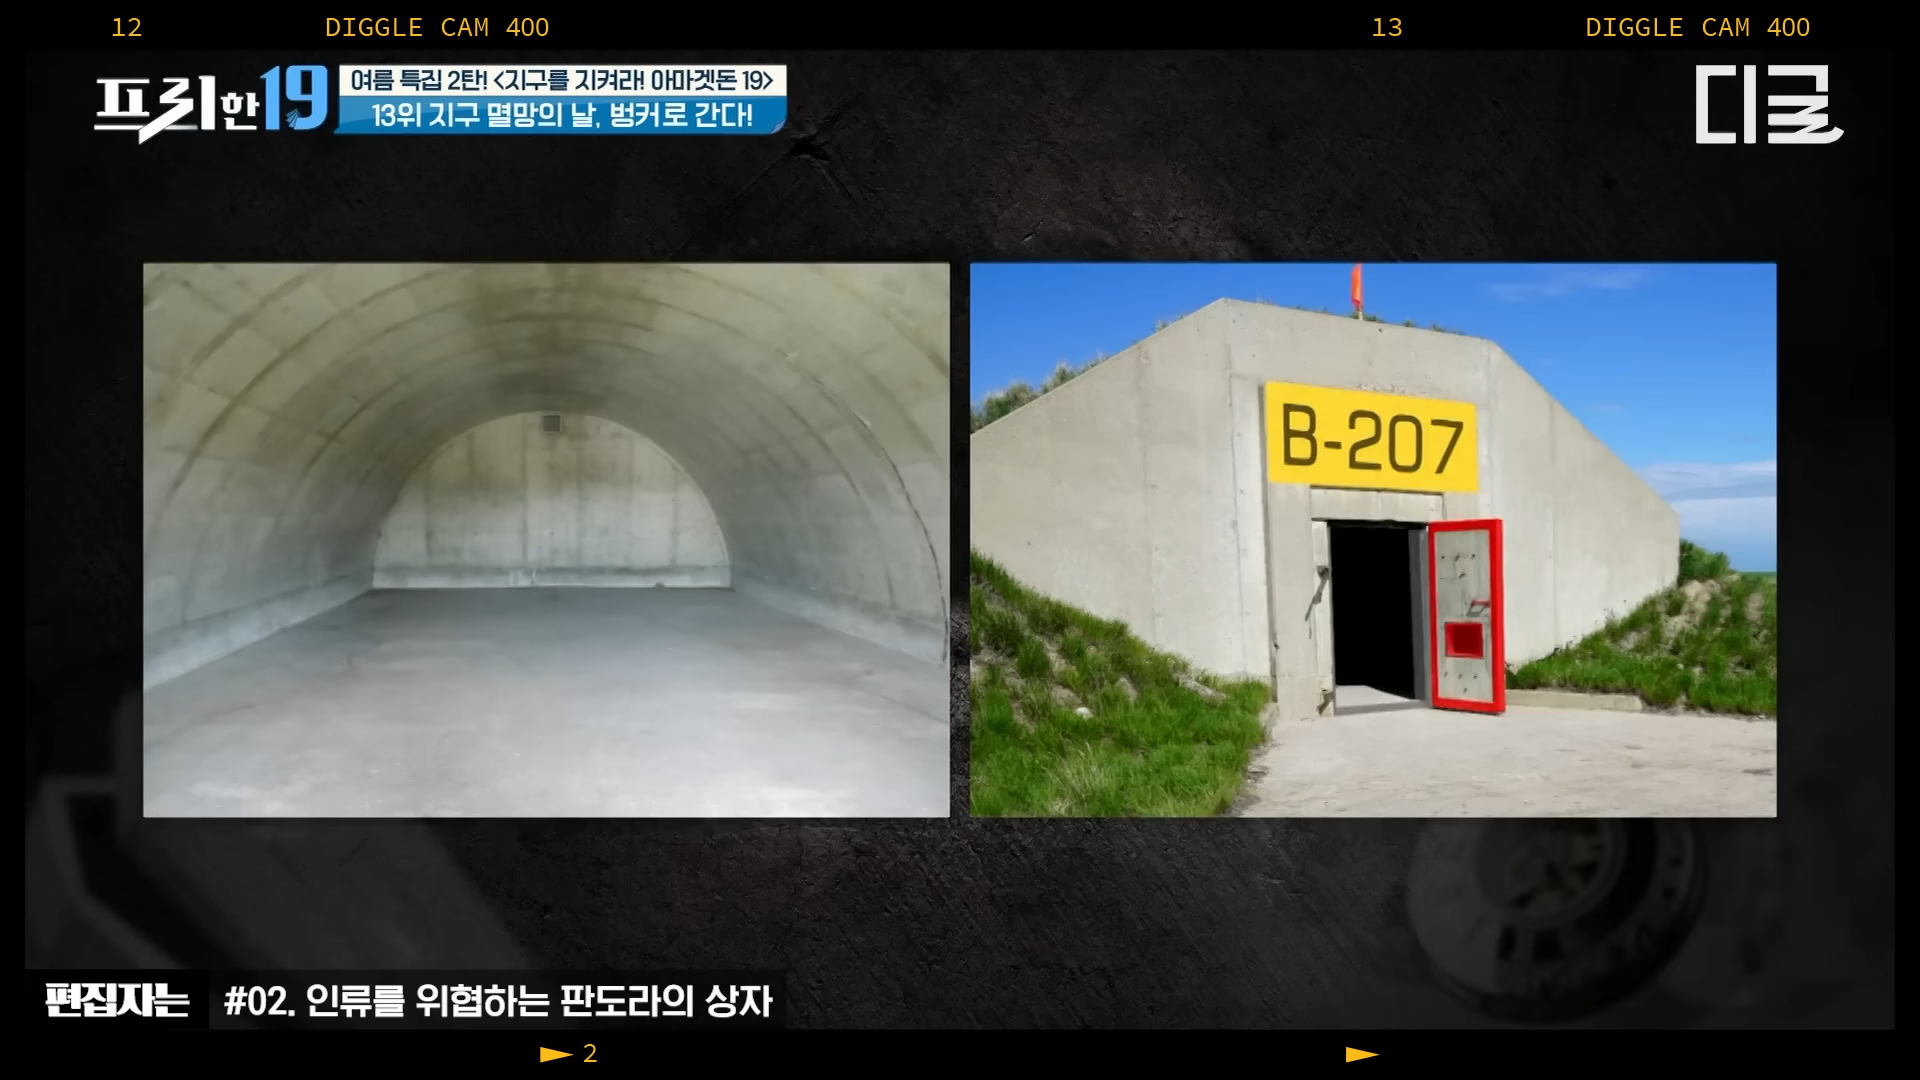 12 DIGGLE CAM 400 13 DIGGLE CAM 400
프리한19
여름 특집 2탄! <지구를 지켜라! 아마겟돈 19>
13위 지구 멸망의 날, 벙커로 간다!
디글
B-207
편집자는 #02. 인류를 위협하는 판도라의 상자
2